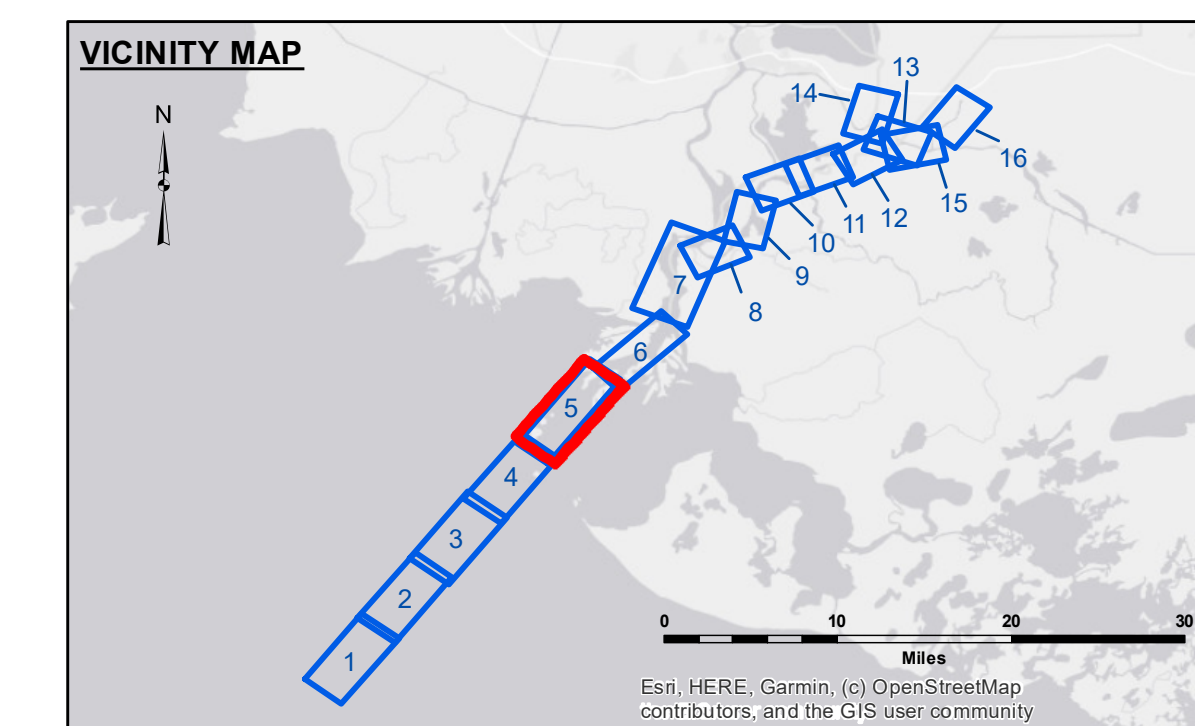 VICINITY MAP
N
13
14
16
15
12
11
10
9
8
7
6
5
4
3
2
1
0 10 20 30
Miles
Esri, HERE, Garmin, (c) OpenStreetMap
contributors, and the GIS user community